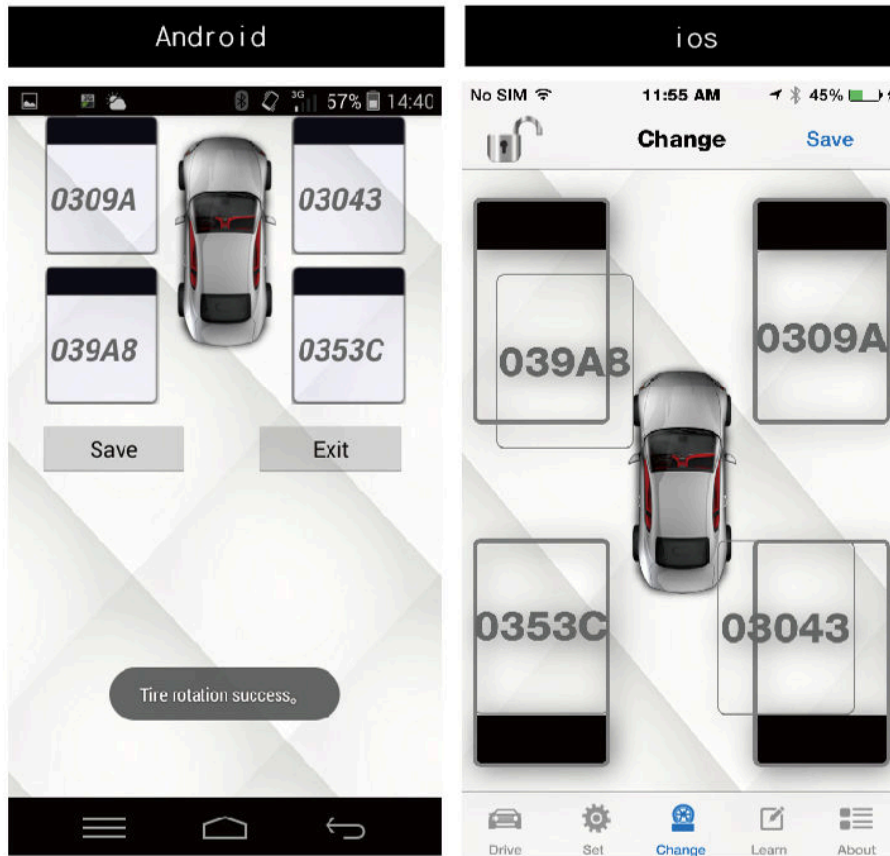 Android
57% 14:40
3G
0309A
03043
039A8
0353C
Save
Exit
Tire rotation success。
ios
No SIM
11:55 AM
45%
Change
Save
039A8
0309A
0353C
03043
Drive
Set
Change
Learn
About